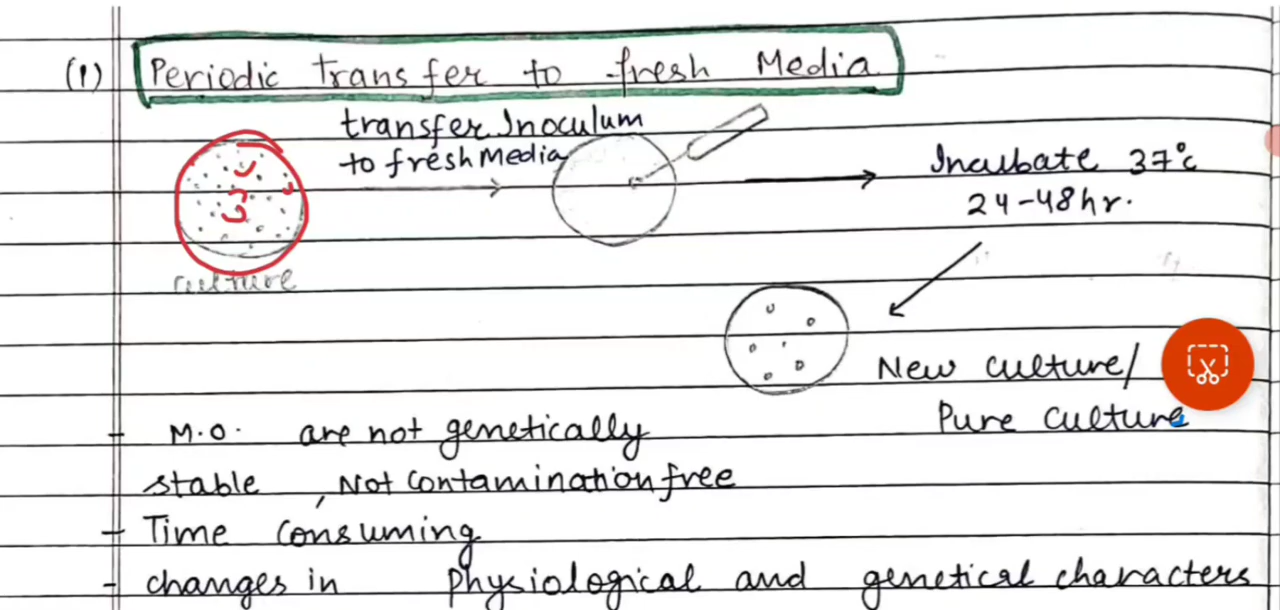 (1) Periodic transfer to fresh Media
transfer Inoculum
to fresh Media
Incubate 37°c
24-48hr.
culture
New culture/
Pure culture
- M.O. are not genetically
stable , Not contamination free
- Time consuming
- changes in physiological and genetical characters